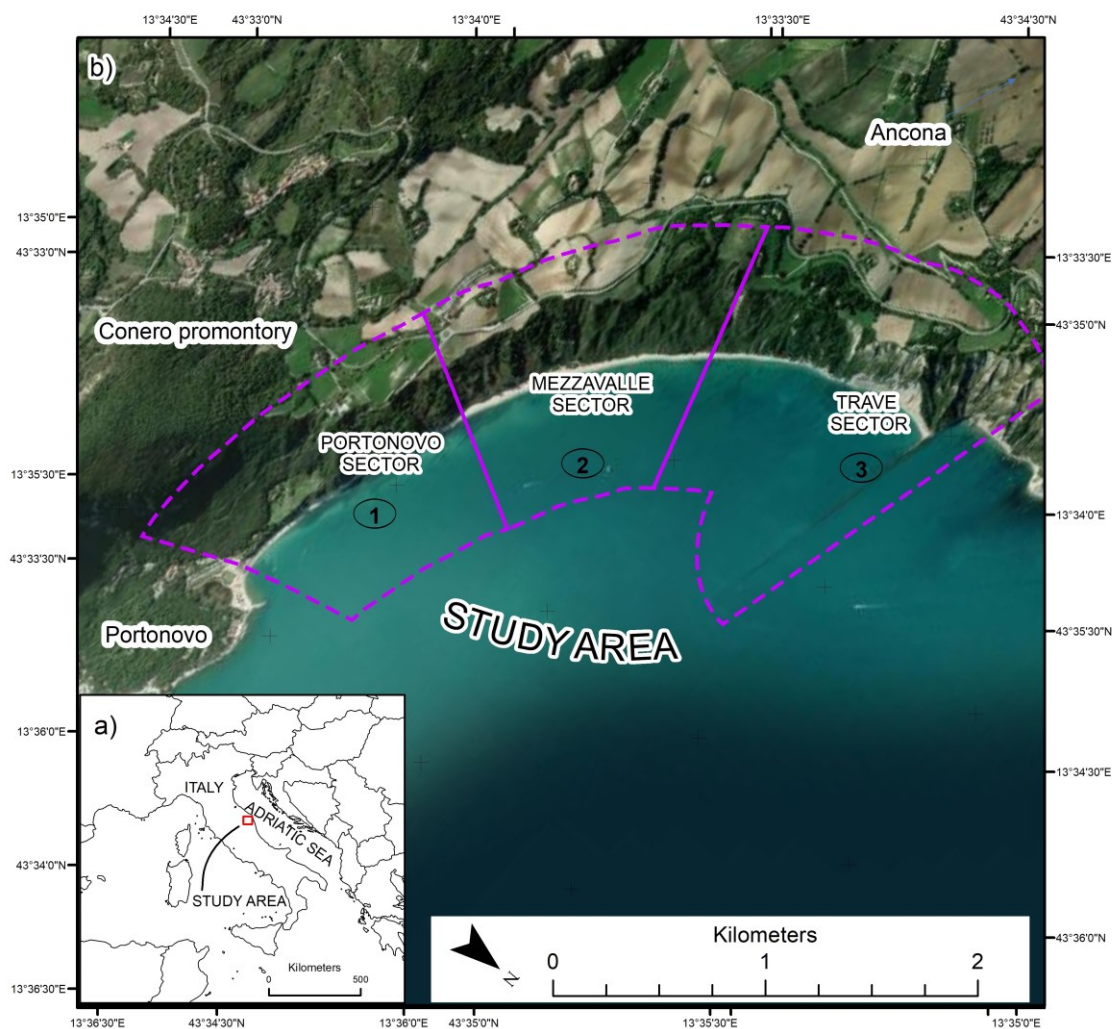 13°34'30"E
43°33'0"N
13°34'0"E
13°33'30"E
43°34'30"N
b)
Ancona
13°35'0"E
43°33'0"N
13°33'30"E
Conero promontory
13°35'0"E
MEZZAVALLE
SECTOR
TRAVE
SECTOR
PORTONOVO
SECTOR
2
3
13°35'30"E
1
13°34'0"E
43°33'30"N
STUDY AREA
Portonovo
43°35'30"N
a)
13°36'0"E
13°34'30"E
ITALY
ADRIATIC SEA
43°34'0"N
STUDY AREA
Kilometers
0 500
Kilometers
0 1 2
N
43°36'0"N
13°36'30"E
13°36'30"E
43°34'30"N
13°36'0"E
43°35'0"N
13°35'30"E
13°35'0"E